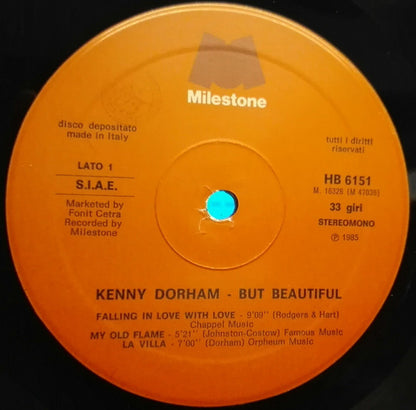 Milestone
disco depositato
made in Italy
tutti i diritti
riservati
LATO 1
S.I.A.E.
Marketed by
Fonit Cetra
Recorded by
Milestone
HB 6151
M. 16328 (M 47036)
33 giri
STEREOMONO
Ⓟ 1985
KENNY DORHAM - BUT BEAUTIFUL
FALLING IN LOVE WITH LOVE - 9'09'' (Rodgers & Hart)
Chappel Music
MY OLD FLAME - 5'21'' (Johnston-Costow) Famous Music
LA VILLA - 7'00'' (Dorham) Orpheum Music